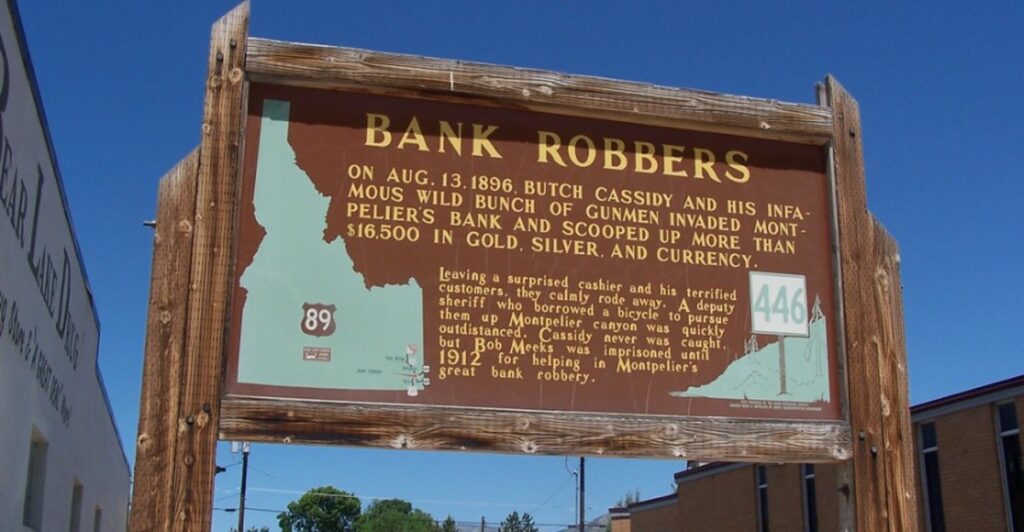 BEAR LAKE DRUG
BANK ROBBERS
ON AUG. 13, 1896, BUTCH CASSIDY AND HIS INFA-
MOUS WILD BUNCH OF GUNMEN INVADED MONT-
PELIER'S BANK AND SCOOPED UP MORE THAN
$16,500 IN GOLD, SILVER, AND CURRENCY.
Leaving a surprised cashier and his terrified
customers, they calmly rode away. A deputy
sheriff who borrowed a bicycle to pursue
them up Montpelier canyon was quickly
outdistanced. Cassidy never was caught,
but Bob Meeks was imprisoned until
1912 for helping in Montpelier's
great bank robbery.
446
89